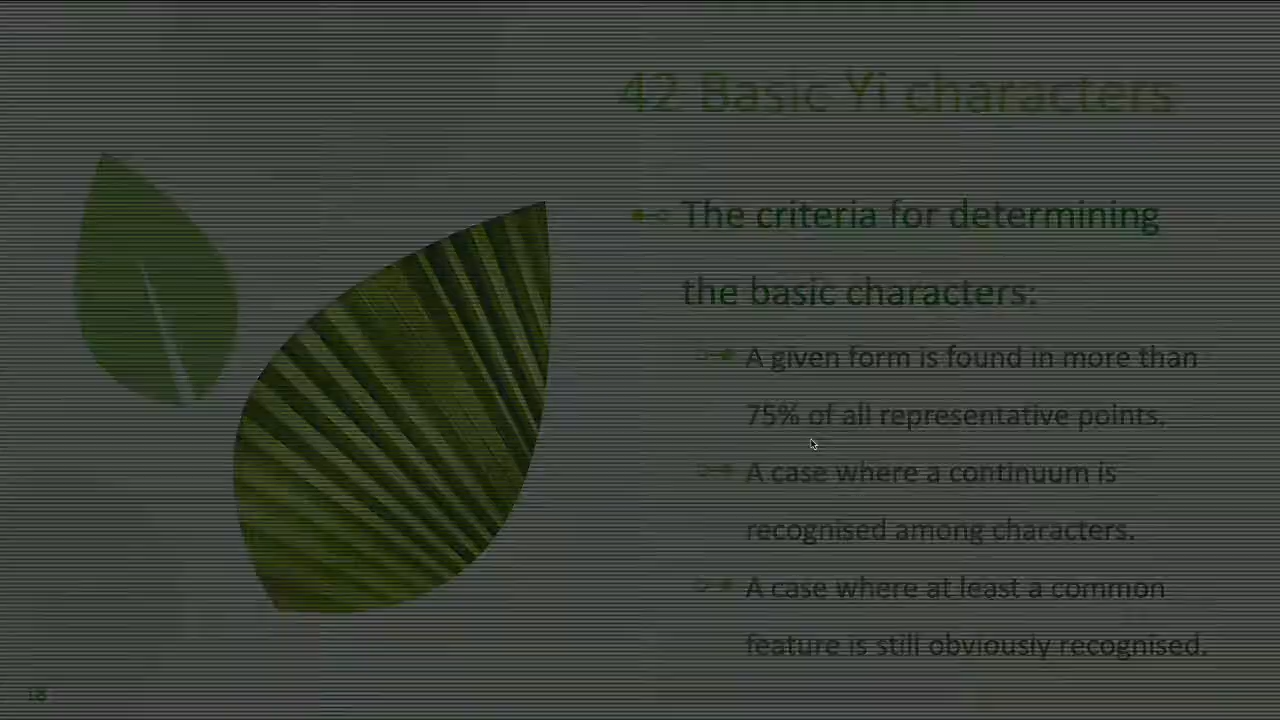 42 Basic Yi characters
The criteria for determining
the basic characters:
A given form is found in more than
75% of all representative points.
A case where a continuum is
recognised among characters.
A case where at least a common
feature is still obviously recognised.
18